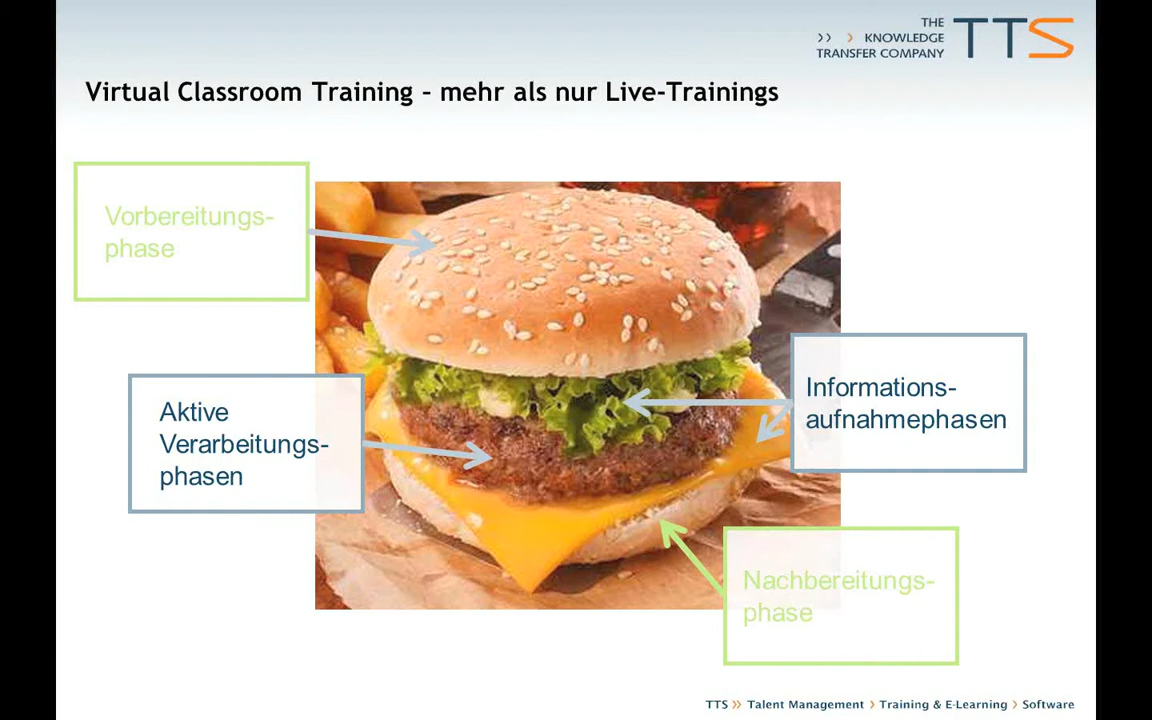 THE
>> > KNOWLEDGE
TRANSFER COMPANY
TTS
Virtual Classroom Training – mehr als nur Live-Trainings
Vorbereitungs-
phase
Informations-
aufnahmephasen
Aktive
Verarbeitungs-
phasen
Nachbereitungs-
phase
TTS >> Talent Management > Training & E-Learning > Software